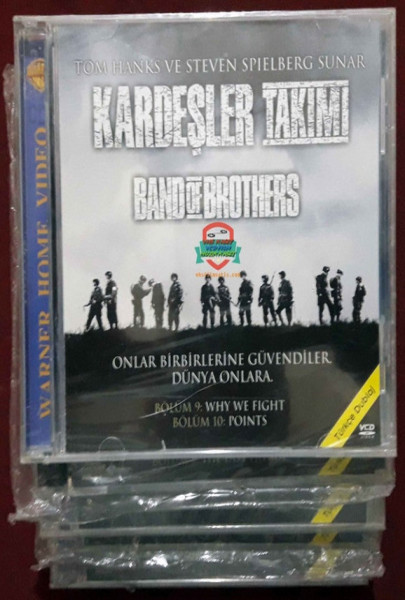 WARNER HOME VIDEO
TOM HANKS VE STEVEN SPIELBERG SUNAR
KARDEŞLER TAKIMI
BAND OF BROTHERS
ONLAR BİRBİRLERİNE GÜVENDİLER.
DÜNYA ONLARA.
BÖLÜM 9: WHY WE FIGHT
BÖLÜM 10: POINTS
Türkçe Dublaj
VCD